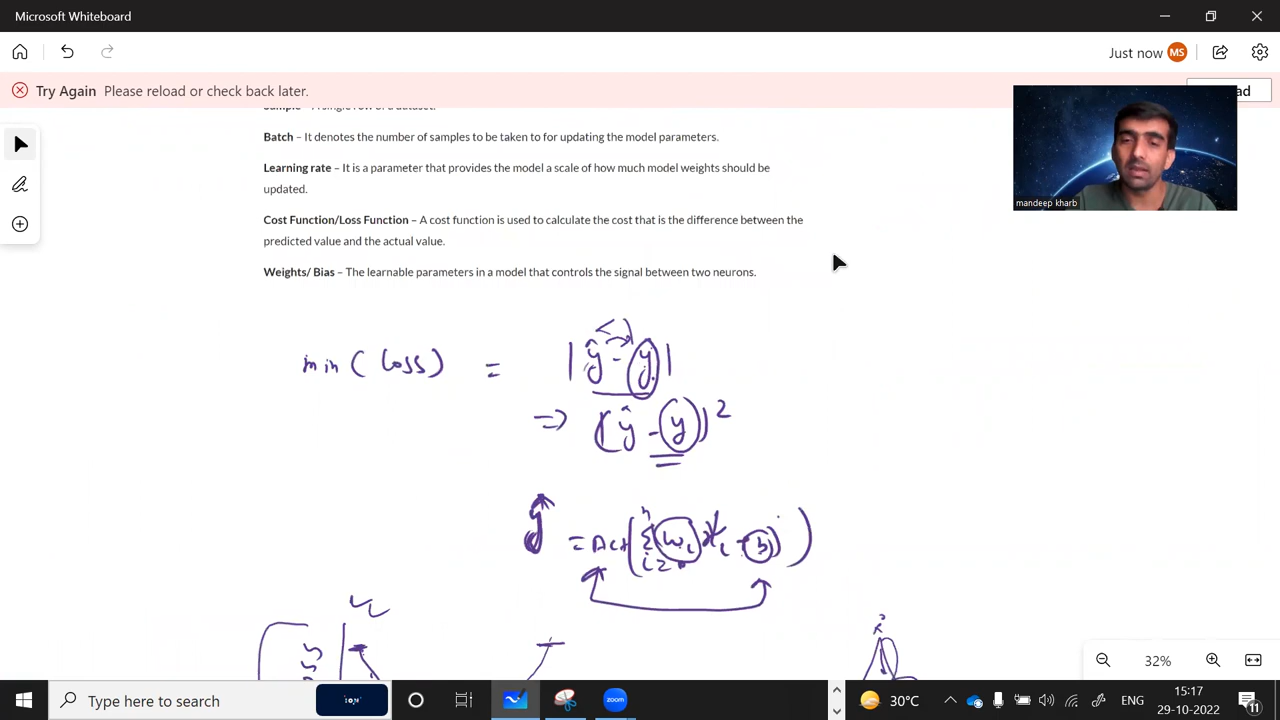 Microsoft Whiteboard
Just now MS
Try Again Please reload or check back later.
Batch – It denotes the number of samples to be taken to for updating the model parameters.
Learning rate – It is a parameter that provides the model a scale of how much model weights should be
updated.
Cost Function/Loss Function – A cost function is used to calculate the cost that is the difference between the
predicted value and the actual value.
Weights/ Bias – The learnable parameters in a model that controls the signal between two neurons.
mandeep kharb
min ( Loss ) = | ŷ - y |
=> ( ŷ - y )²
32%
Type here to search
zoom
30°C
ENG
15:17
29-10-2022
11